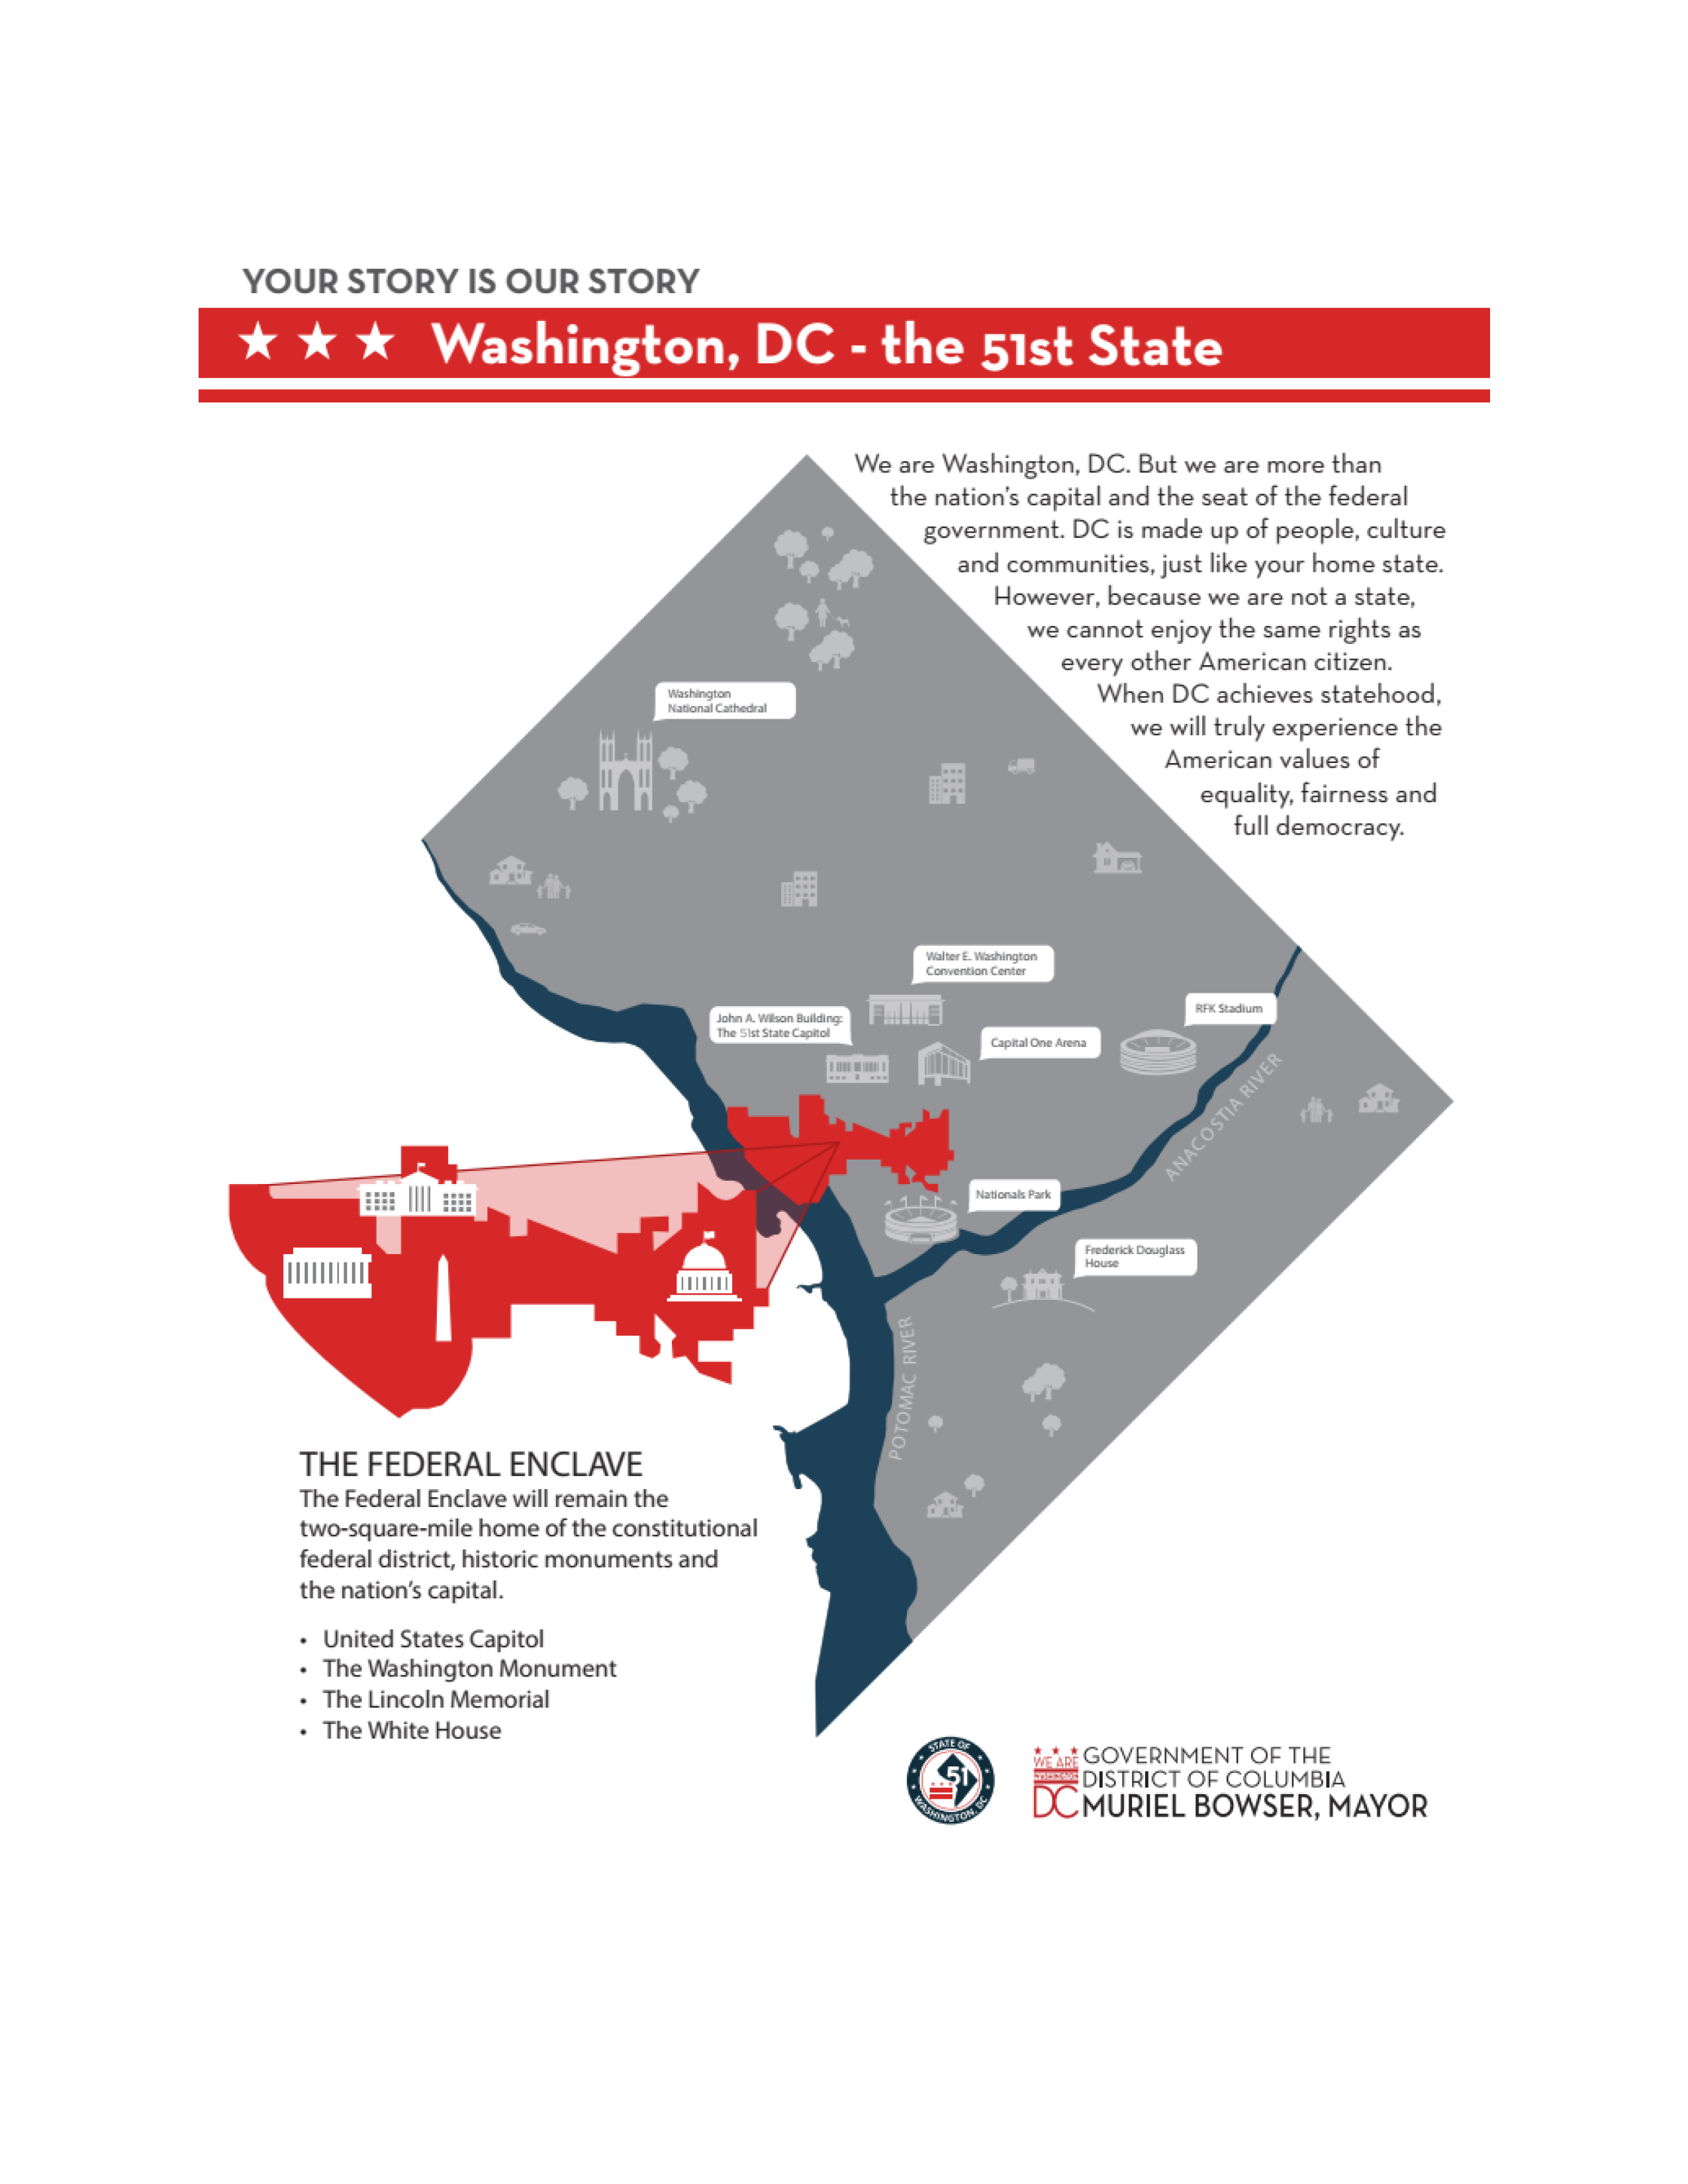 YOUR STORY IS OUR STORY
Washington, DC - the 51st State
We are Washington, DC. But we are more than
the nation's capital and the seat of the federal
government. DC is made up of people, culture
and communities, just like your home state.
However, because we are not a state,
we cannot enjoy the same rights as
every other American citizen.
When DC achieves statehood,
we will truly experience the
American values of
equality, fairness and
full democracy.
Washington
National Cathedral
Walter E. Washington
Convention Center
John A. Wilson Building:
The 51st State Capitol
Capital One Arena
RFK Stadium
ANACOSTIA RIVER
Nationals Park
Frederick Douglass
House
POTOMAC RIVER
THE FEDERAL ENCLAVE
The Federal Enclave will remain the
two-square-mile home of the constitutional
federal district, historic monuments and
the nation's capital.
• United States Capitol
• The Washington Monument
• The Lincoln Memorial
• The White House
STATE OF
51
WASHINGTON, DC
WE ARE
WASHINGTON
DC
GOVERNMENT OF THE
DISTRICT OF COLUMBIA
MURIEL BOWSER, MAYOR